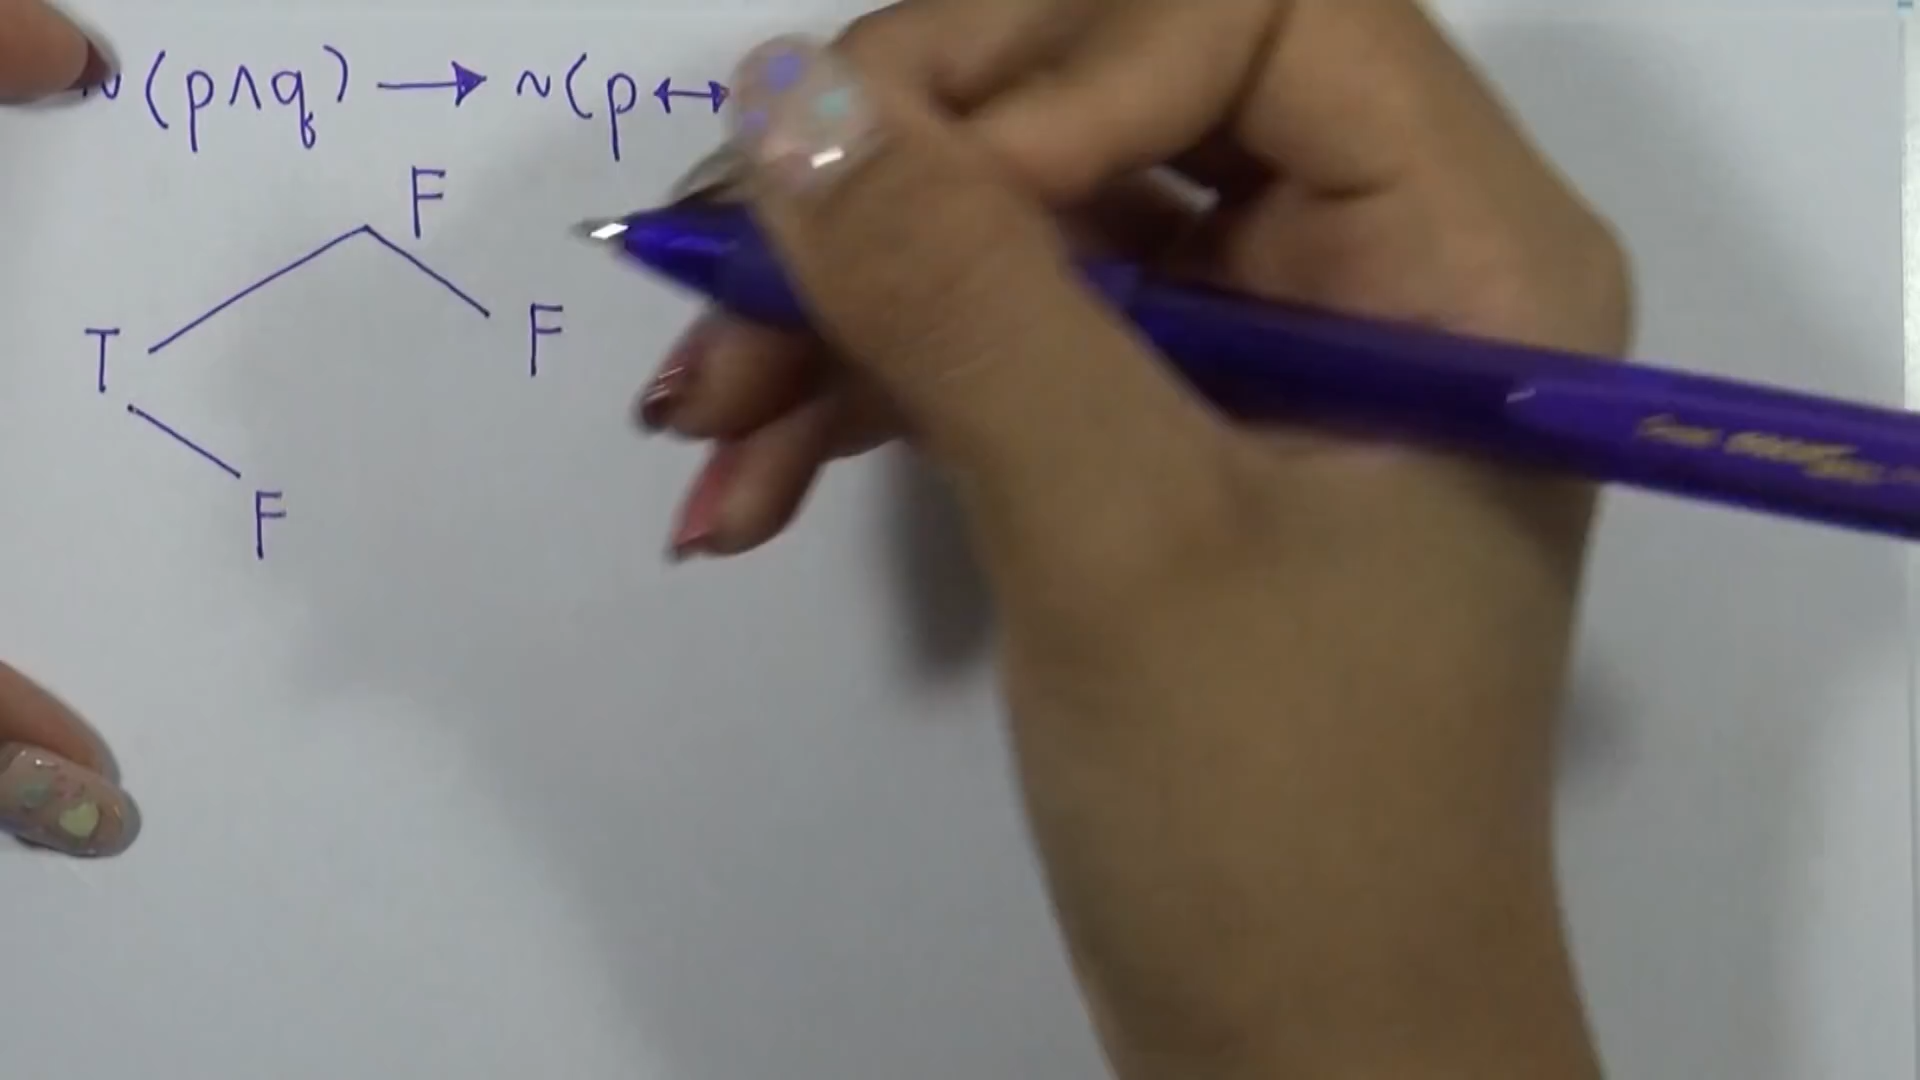 ~(p∧q) → ~(p↔
F
T F
F